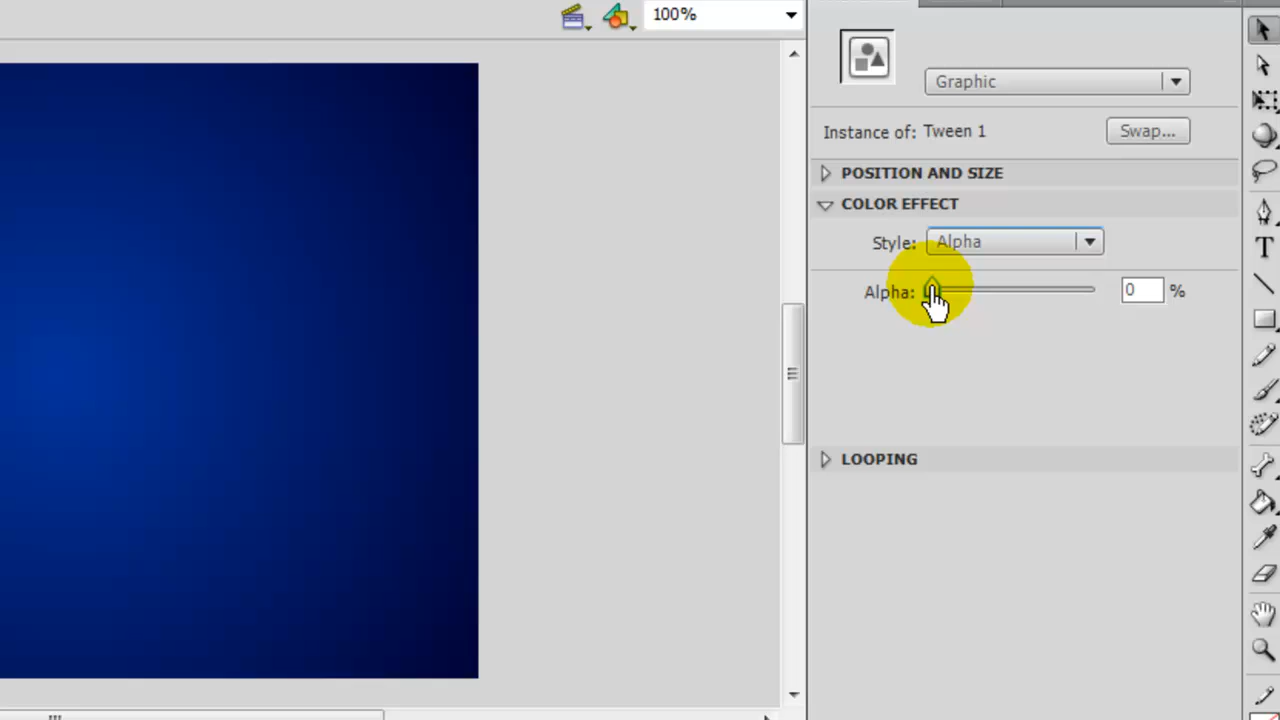 100%
Graphic
Instance of: Tween 1 Swap...
POSITION AND SIZE
COLOR EFFECT
Style: Alpha
Alpha: 0 %
LOOPING